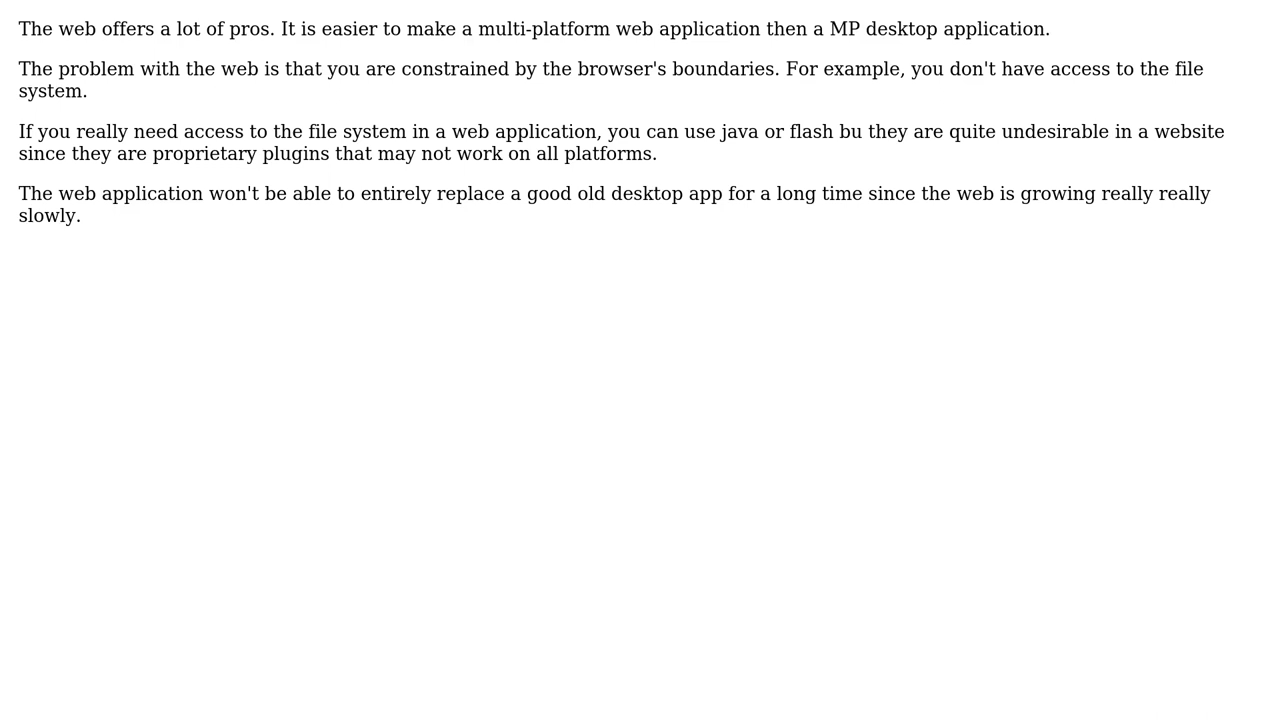 The web offers a lot of pros. It is easier to make a multi-platform web application then a MP desktop application.
The problem with the web is that you are constrained by the browser's boundaries. For example, you don't have access to the file
system.
If you really need access to the file system in a web application, you can use java or flash bu they are quite undesirable in a website
since they are proprietary plugins that may not work on all platforms.
The web application won't be able to entirely replace a good old desktop app for a long time since the web is growing really really
slowly.